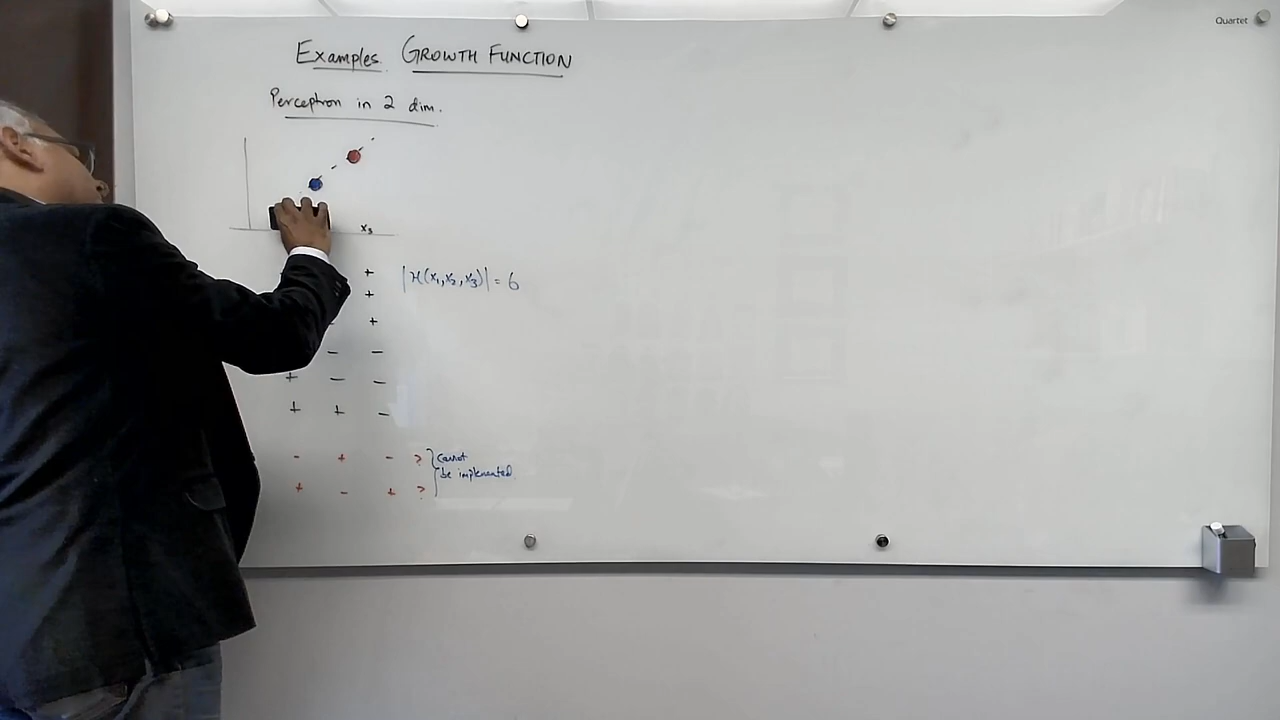 Quartet
Examples. GROWTH FUNCTION
Perceptron in 2 dim.
x₃
+ |H(x₁,x₂,x₃)| = 6
+
+
− −
+ − −
+ + −
- + - ? } cannot
be implemented
+ - + ?